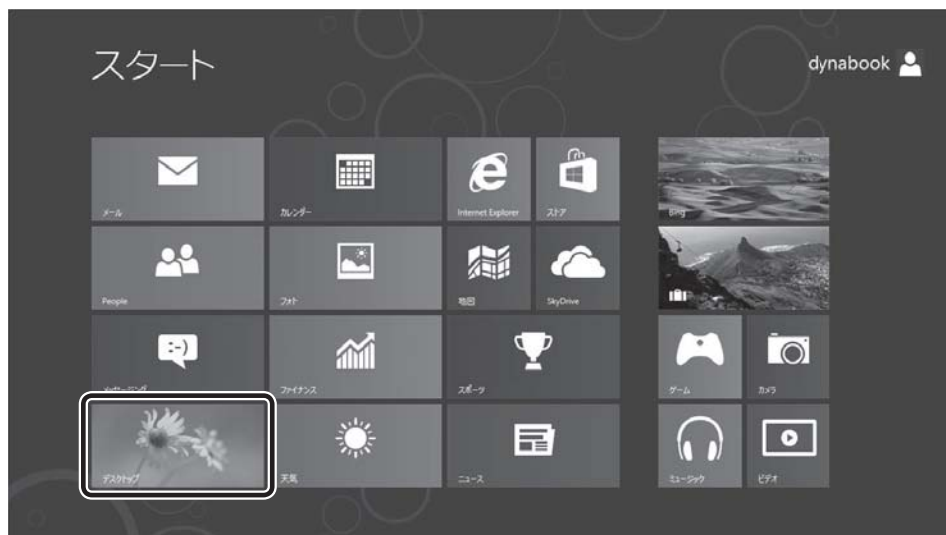 スタート
dynabook
メール
カレンダー
Internet Explorer
ストア
Bing
People
フォト
地図
SkyDrive
メッセージング
ファイナンス
スポーツ
ゲーム
カメラ
デスクトップ
天気
ニュース
ミュージック
ビデオ